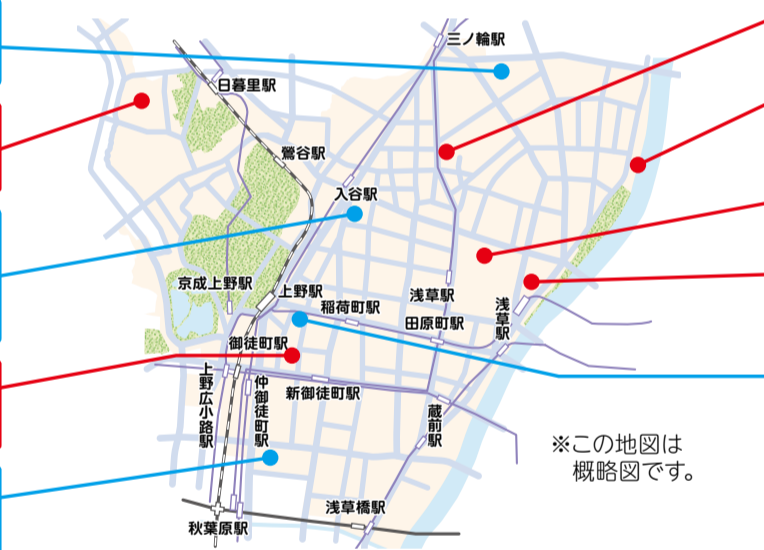 三ノ輪駅
日暮里駅
鶯谷駅
入谷駅
京成上野駅
上野駅
稲荷町駅
浅草駅
田原町駅
浅草駅
御徒町駅
上野広小路駅
仲御徒町駅
新御徒町駅
蔵前駅
※この地図は
概略図です。
浅草橋駅
秋葉原駅